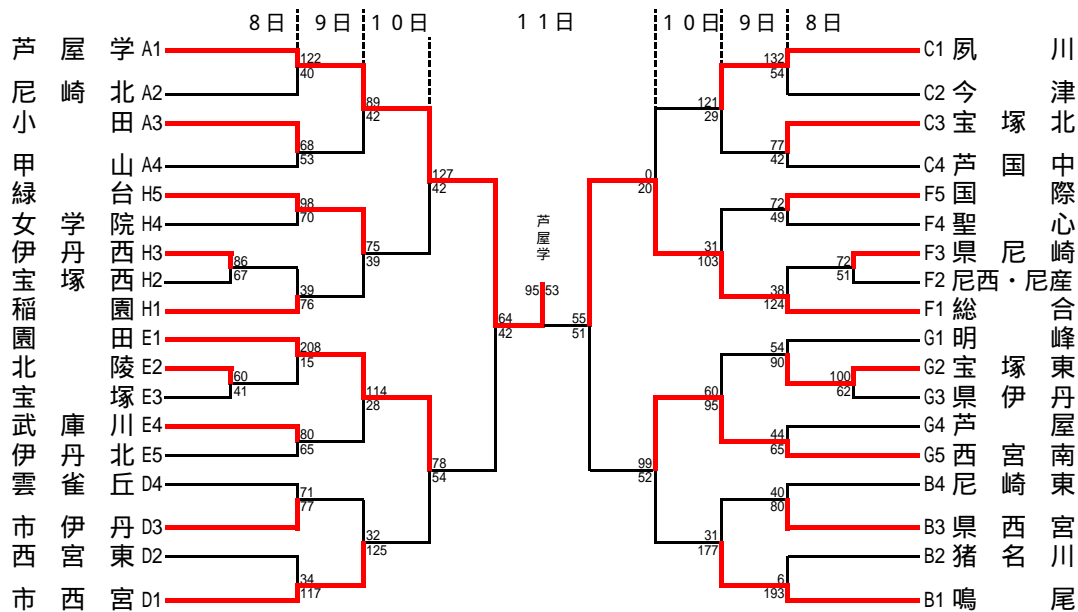 8日 9日 10日 11日 10日 9日 8日
芦屋学 A1 122 132 C1 夙川
40 54
尼崎北 A2 89 121 C2 今津
小田 A3 42 29 C3 宝塚北
68 77
53 42
甲山 A4 127 0 C4 芦国中
緑台 H5 42 20 F5 国際
98 72
女学院 H4 70 芦屋学 49 F4 聖心
伊丹西 H3 86 75 31 72 F3 県尼崎
67 39 103 51
宝塚西 H2 F2 尼西・尼産
39 95 53 38
稲園 H1 76 124 F1 総合
64 55
園田 E1 42 51 G1 明峰
208 54
15 90
北陵 E2 60 100 G2 宝塚東
41 62
宝塚 E3 114 60 G3 県伊丹
28 95
武庫川 E4 80 44 G4 芦屋
65 65
伊丹北 E5 78 99 G5 西宮南
54 52
雲雀丘 D4 71 40 B4 尼崎東
77 80
市伊丹 D3 32 31 B3 県西宮
125 177
西宮東 D2 B2 猪名川
34 6
117 193
市西宮 D1 B1 鳴尾